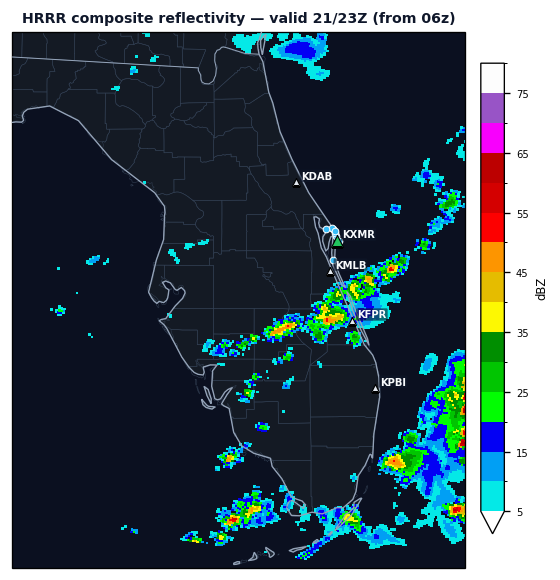 HRRR composite reflectivity — valid 21/23Z (from 06z)
KDAB
KXMR
KMLB
KFPR
KPBI
75
65
55
45
35
25
15
5
dBZ